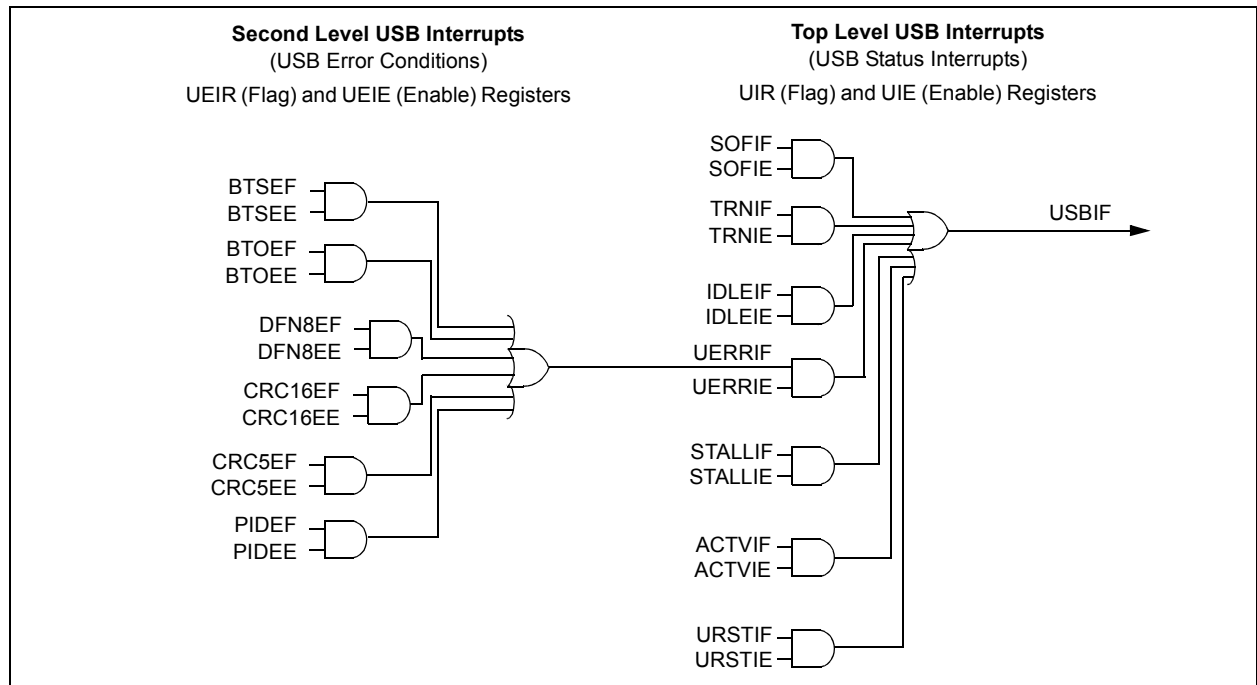 Second Level USB Interrupts
(USB Error Conditions)
UEIR (Flag) and UEIE (Enable) Registers
BTSEF
BTSEE
BTOEF
BTOEE
DFN8EF
DFN8EE
CRC16EF
CRC16EE
CRC5EF
CRC5EE
PIDEF
PIDEE
Top Level USB Interrupts
(USB Status Interrupts)
UIR (Flag) and UIE (Enable) Registers
SOFIF
SOFIE
TRNIF
TRNIE
IDLEIF
IDLEIE
UERRIF
UERRIE
STALLIF
STALLIE
ACTVIF
ACTVIE
URSTIF
URSTIE
USBIF